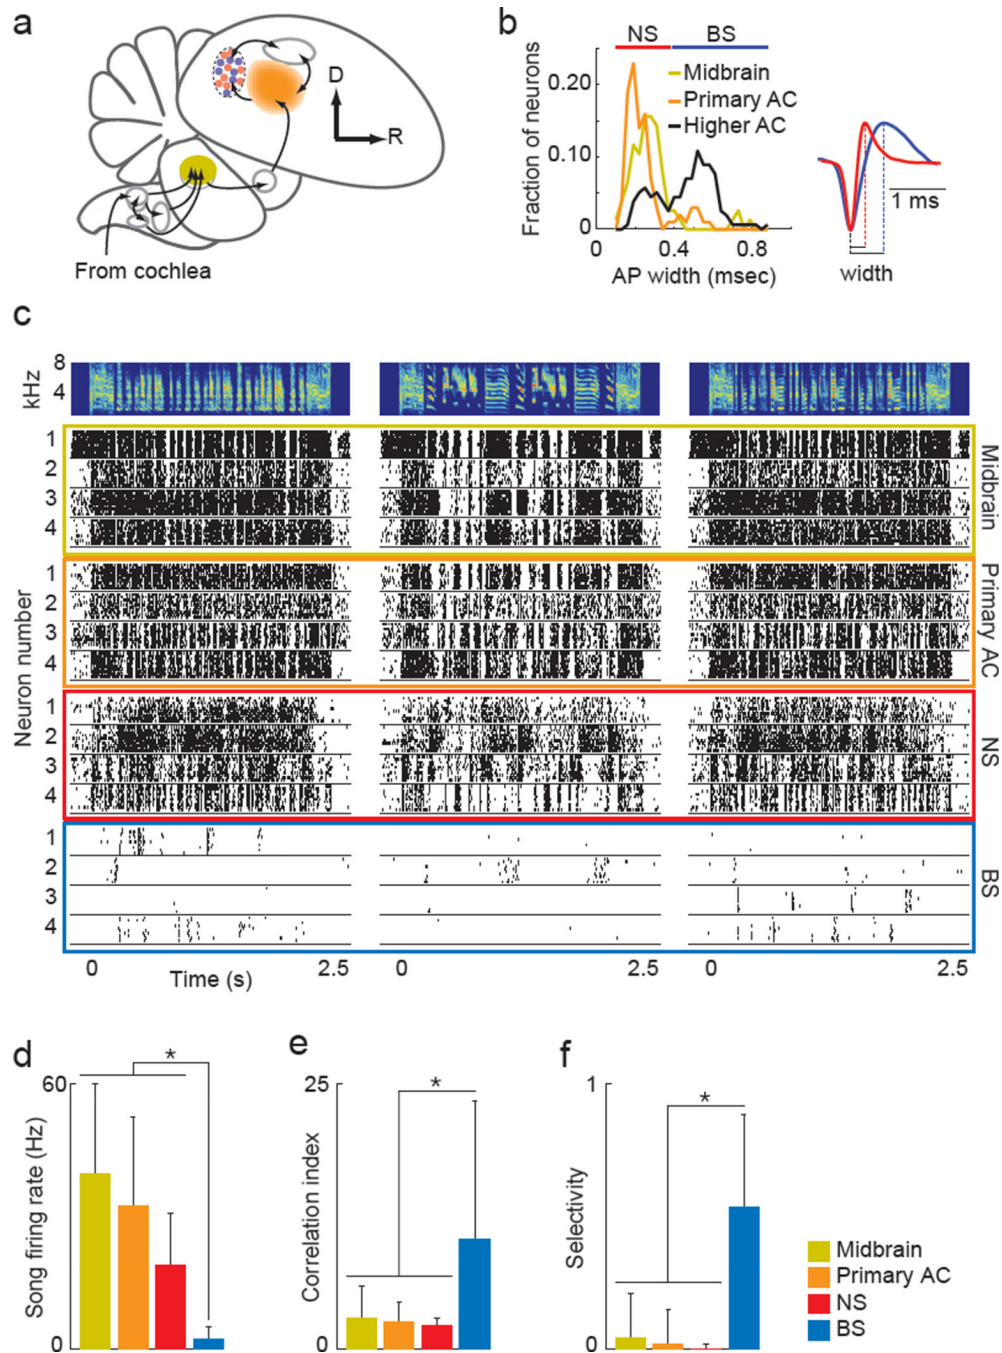 a
D
R
From cochlea
b
NS
BS
Midbrain
Primary AC
Higher AC
Fraction of neurons
0.20
0.10
0
0
0.4
0.8
AP width (msec)
1 ms
width
c
kHz
8
4
Neuron number
1
2
3
4
Midbrain
1
2
3
4
Primary AC
1
2
3
4
NS
1
2
3
4
BS
0
Time (s)
2.5
0
2.5
0
2.5
d
Song firing rate (Hz)
60
0
*
e
Correlation index
25
0
*
f
Selectivity
1
0
*
Midbrain
Primary AC
NS
BS